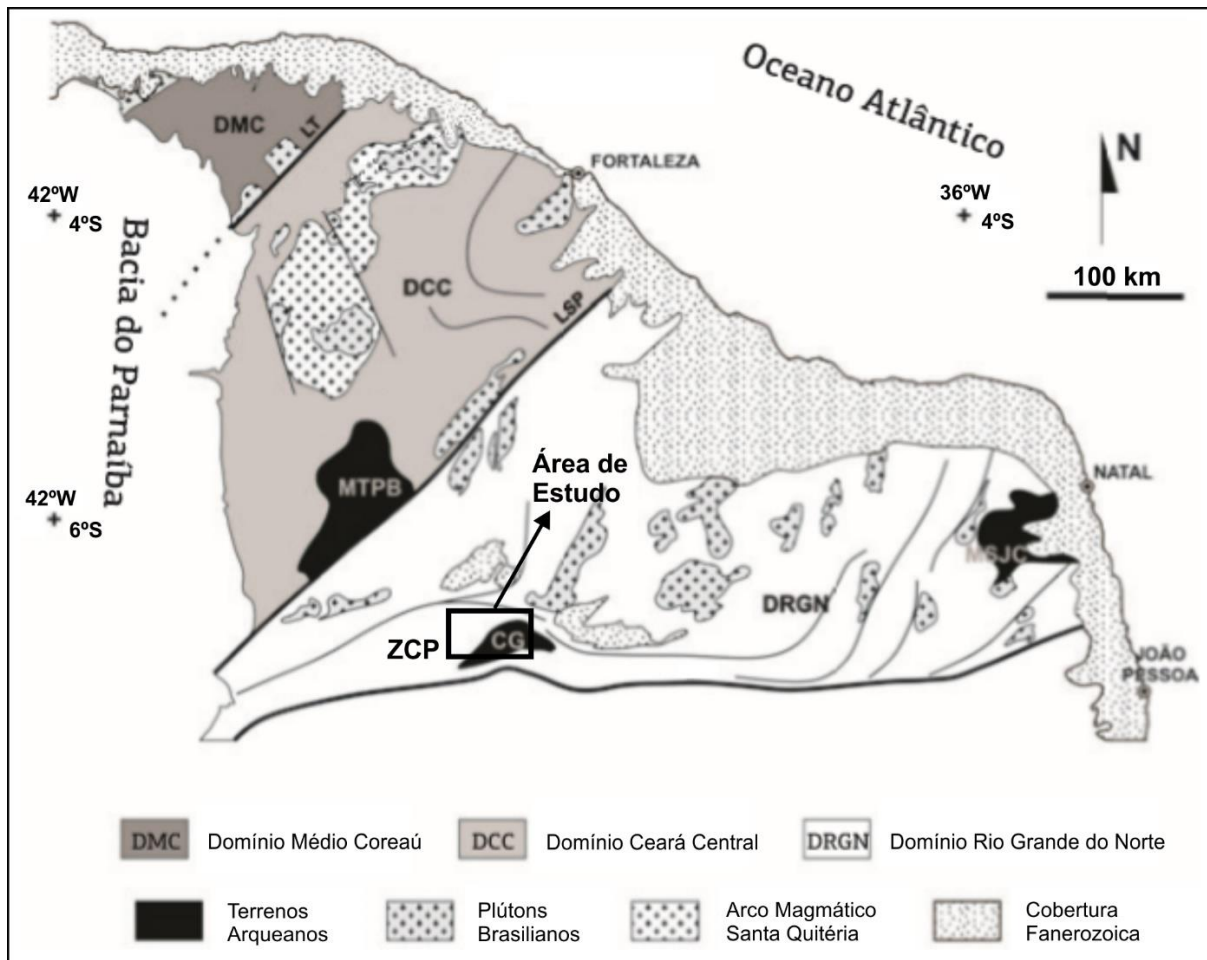 Oceano Atlântico
DMC
LT
FORTALEZA
N
42ºW
4ºS
36ºW
4ºS
Bacia do Parnaíba
DCC
LSP
100 km
MTPB
Área de
Estudo
42ºW
6ºS
NATAL
MSJC
DRGN
ZCP
CG
JOÃO
PESSOA
DMC Domínio Médio Coreaú
DCC Domínio Ceará Central
DRGN Domínio Rio Grande do Norte
Terrenos
Arqueanos
Plútons
Brasilianos
Arco Magmático
Santa Quitéria
Cobertura
Fanerozoica